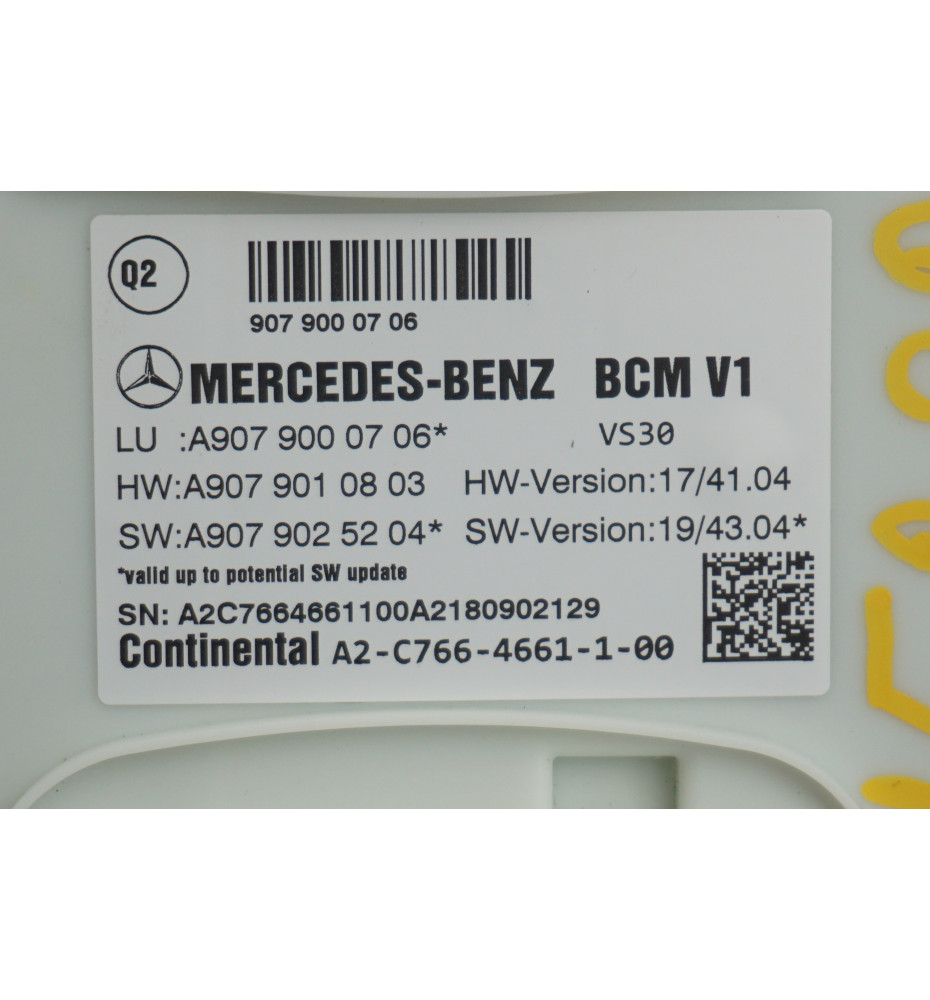 Q2
907 900 07 06
MERCEDES-BENZ BCM V1
LU :A907 900 07 06* VS30
HW:A907 901 08 03 HW-Version:17/41.04
SW:A907 902 52 04* SW-Version:19/43.04*
*valid up to potential SW update
SN: A2C7664661100A2180902129
Continental A2-C766-4661-1-00